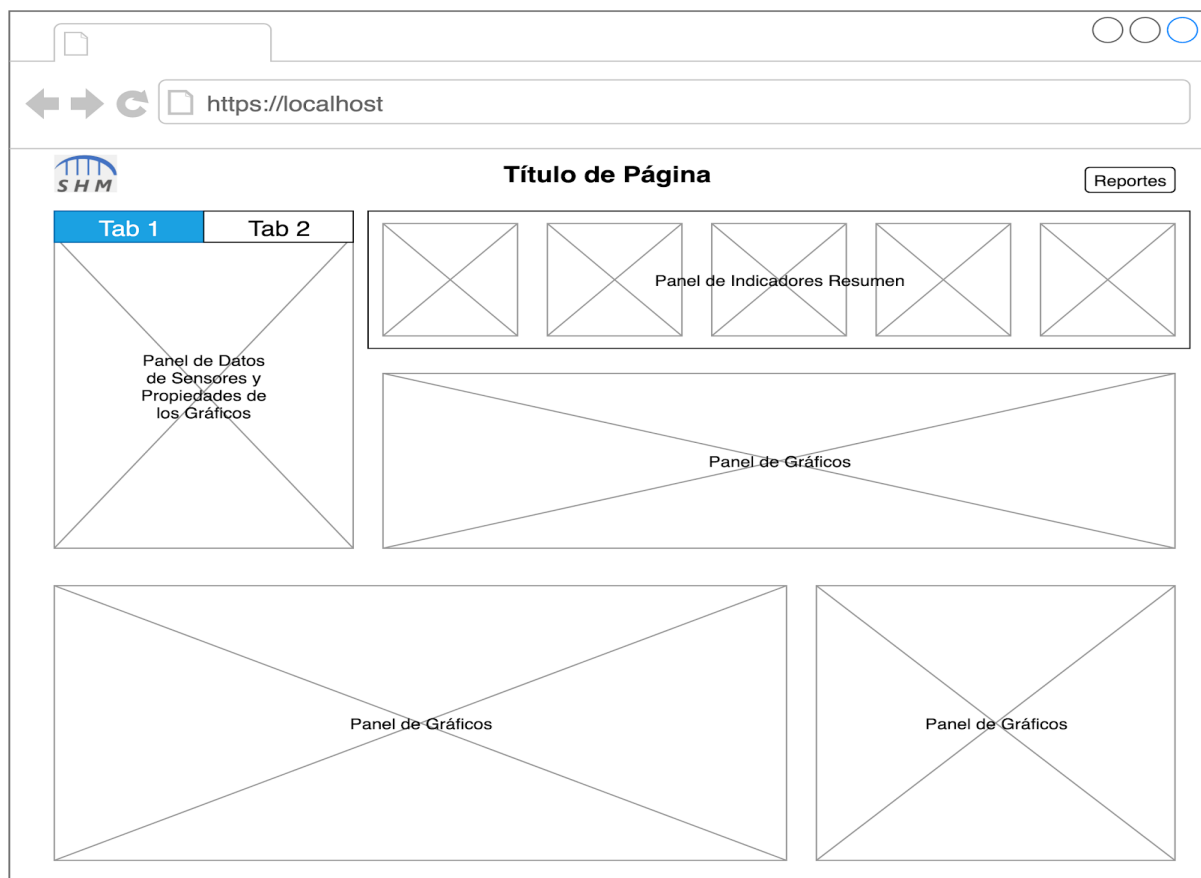 https://localhost
SHM
Título de Página
Reportes
Tab 1
Tab 2
Panel de Indicadores Resumen
Panel de Datos
de Sensores y
Propiedades de
los Gráficos
Panel de Gráficos
Panel de Gráficos
Panel de Gráficos